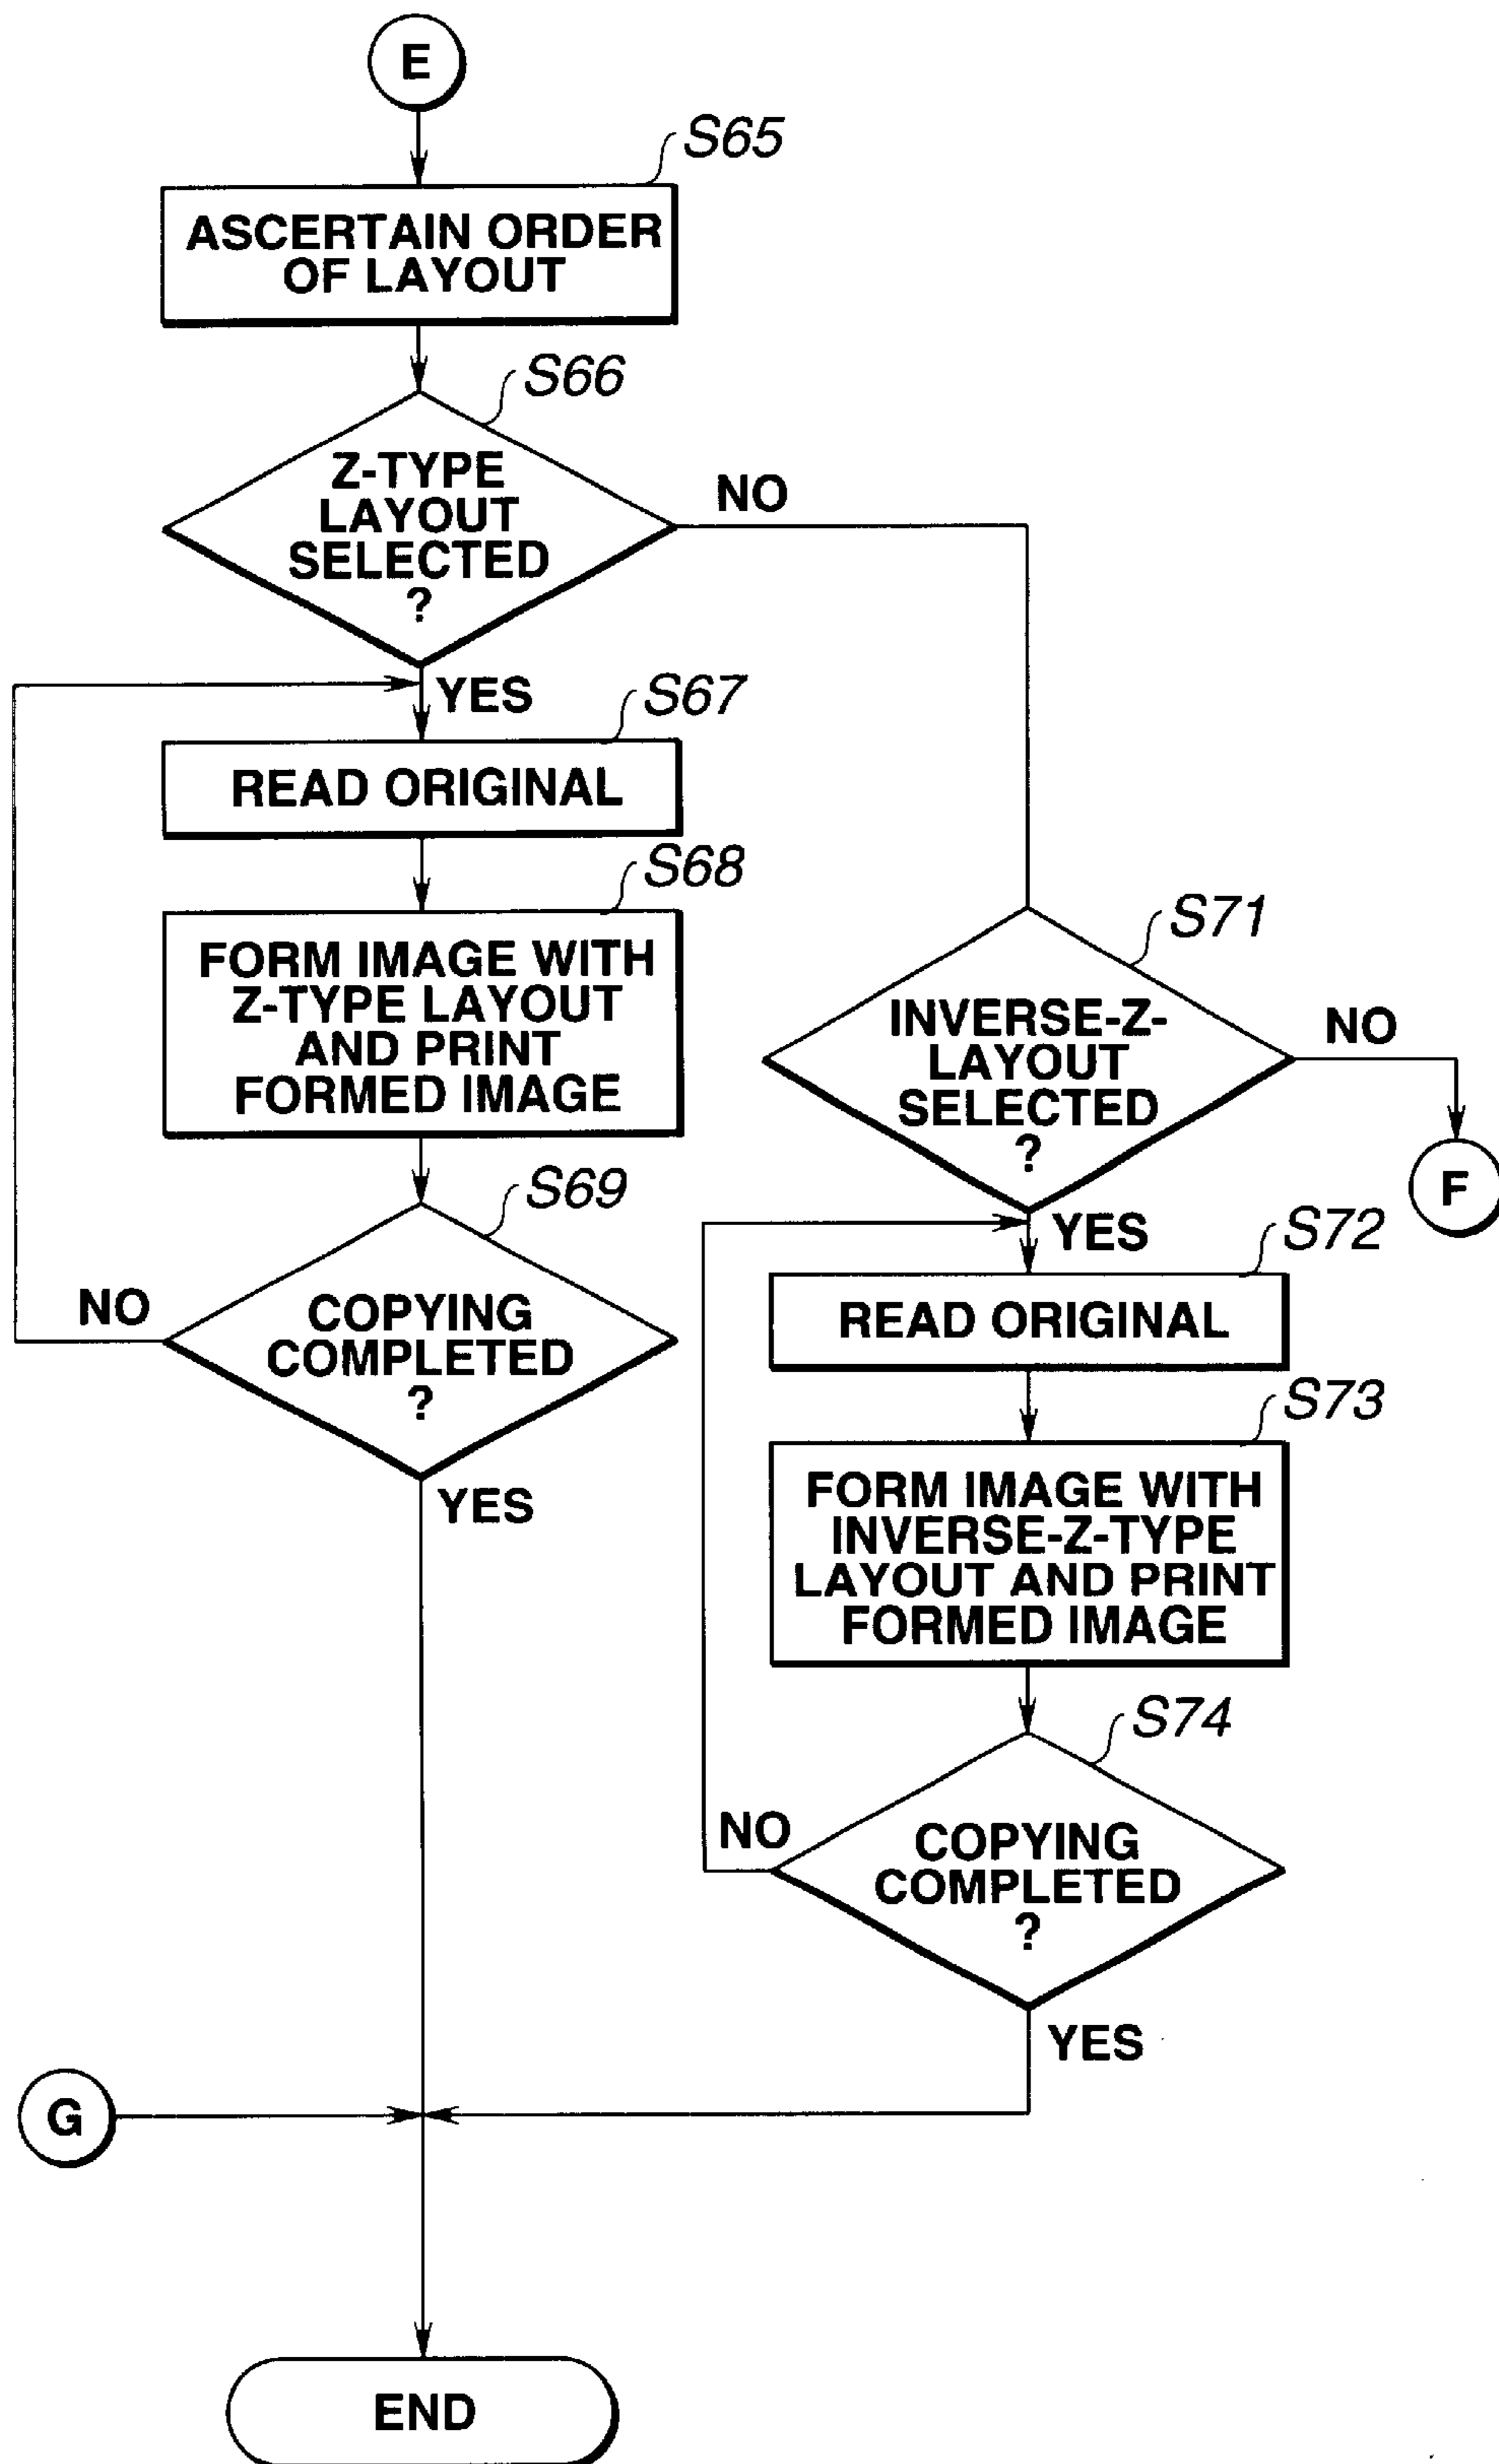 E
S65
ASCERTAIN ORDER
OF LAYOUT
S66
Z-TYPE
LAYOUT
SELECTED
?
NO
YES
S67
READ ORIGINAL
S68
FORM IMAGE WITH
Z-TYPE LAYOUT
AND PRINT
FORMED IMAGE
S69
COPYING
COMPLETED
?
NO
YES
S71
INVERSE-Z-
LAYOUT
SELECTED
?
NO
F
YES
S72
READ ORIGINAL
S73
FORM IMAGE WITH
INVERSE-Z-TYPE
LAYOUT AND PRINT
FORMED IMAGE
S74
COPYING
COMPLETED
?
NO
YES
G
END